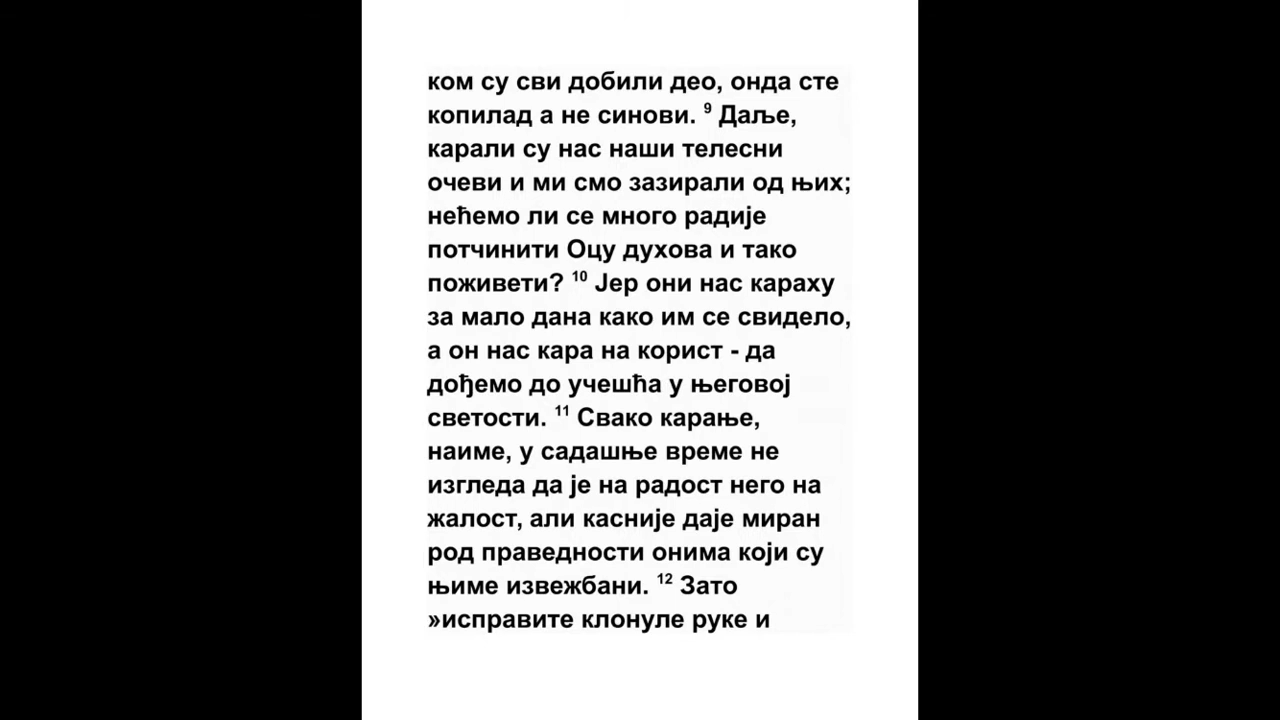 ком су сви добили део, онда сте
копилад а не синови. ⁹ Даље,
карали су нас наши телесни
очеви и ми смо зазирали од њих;
нећемо ли се много радије
потчинити Оцу духова и тако
поживети? ¹⁰ Јер они нас караху
за мало дана како им се свидело,
а он нас кара на корист - да
дођемо до учешћа у његовој
светости. ¹¹ Свако карање,
наиме, у садашње време не
изгледа да је на радост него на
жалост, али касније даје миран
род праведности онима који су
њиме извежбани. ¹² Зато
»исправите клонуле руке и